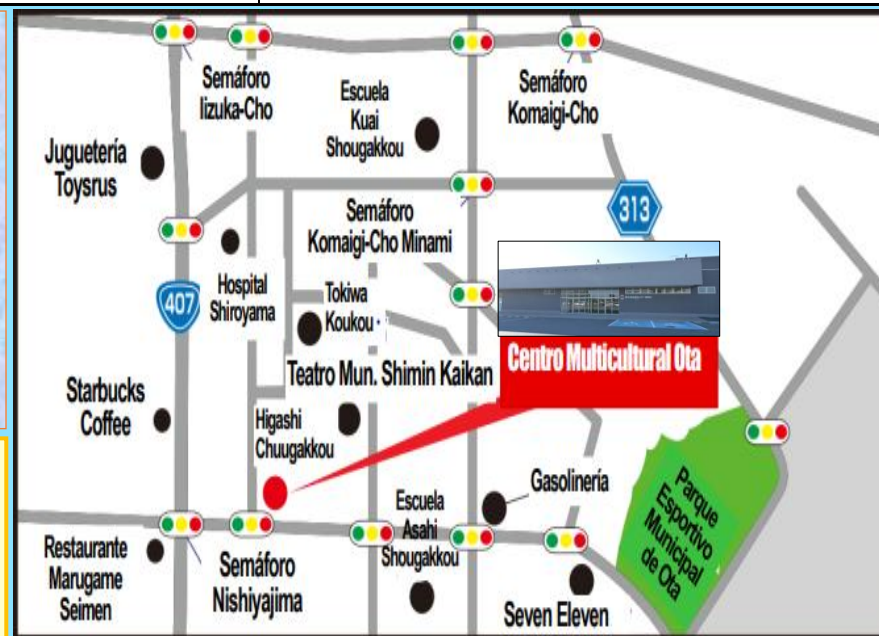 Semáforo
Iizuka-Cho
Escuela
Kuai
Shougakkou
Semáforo
Komaigi-Cho
Juguetería
Toysrus
313
Semáforo
Komaigi-Cho Minami
Hospital
Shiroyama
Tokiwa
Koukou
407
Centro Multicultural Ota
Teatro Mun. Shimin Kaikan
Starbucks
Coffee
Higashi
Chuugakkou
Gasolinería
Escuela
Asahi
Shougakkou
Parque
Esportivo
Municipal
de Ota
Restaurante
Marugame
Seimen
Semáforo
Nishiyajima
Seven Eleven